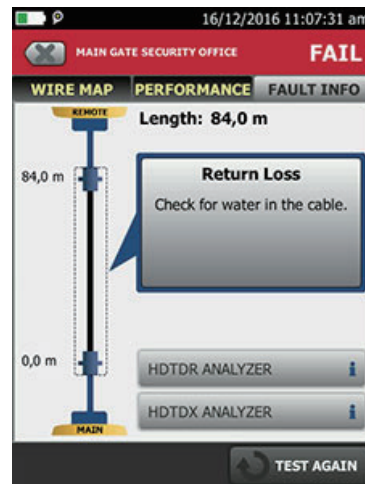 16/12/2016 11:07:31 am
MAIN GATE SECURITY OFFICE
FAIL
WIRE MAP
PERFORMANCE
FAULT INFO
REMOTE
Length: 84,0 m
84,0 m
Return Loss
Check for water in the cable.
0,0 m
HDTDR ANALYZER i
HDTDX ANALYZER i
MAIN
TEST AGAIN